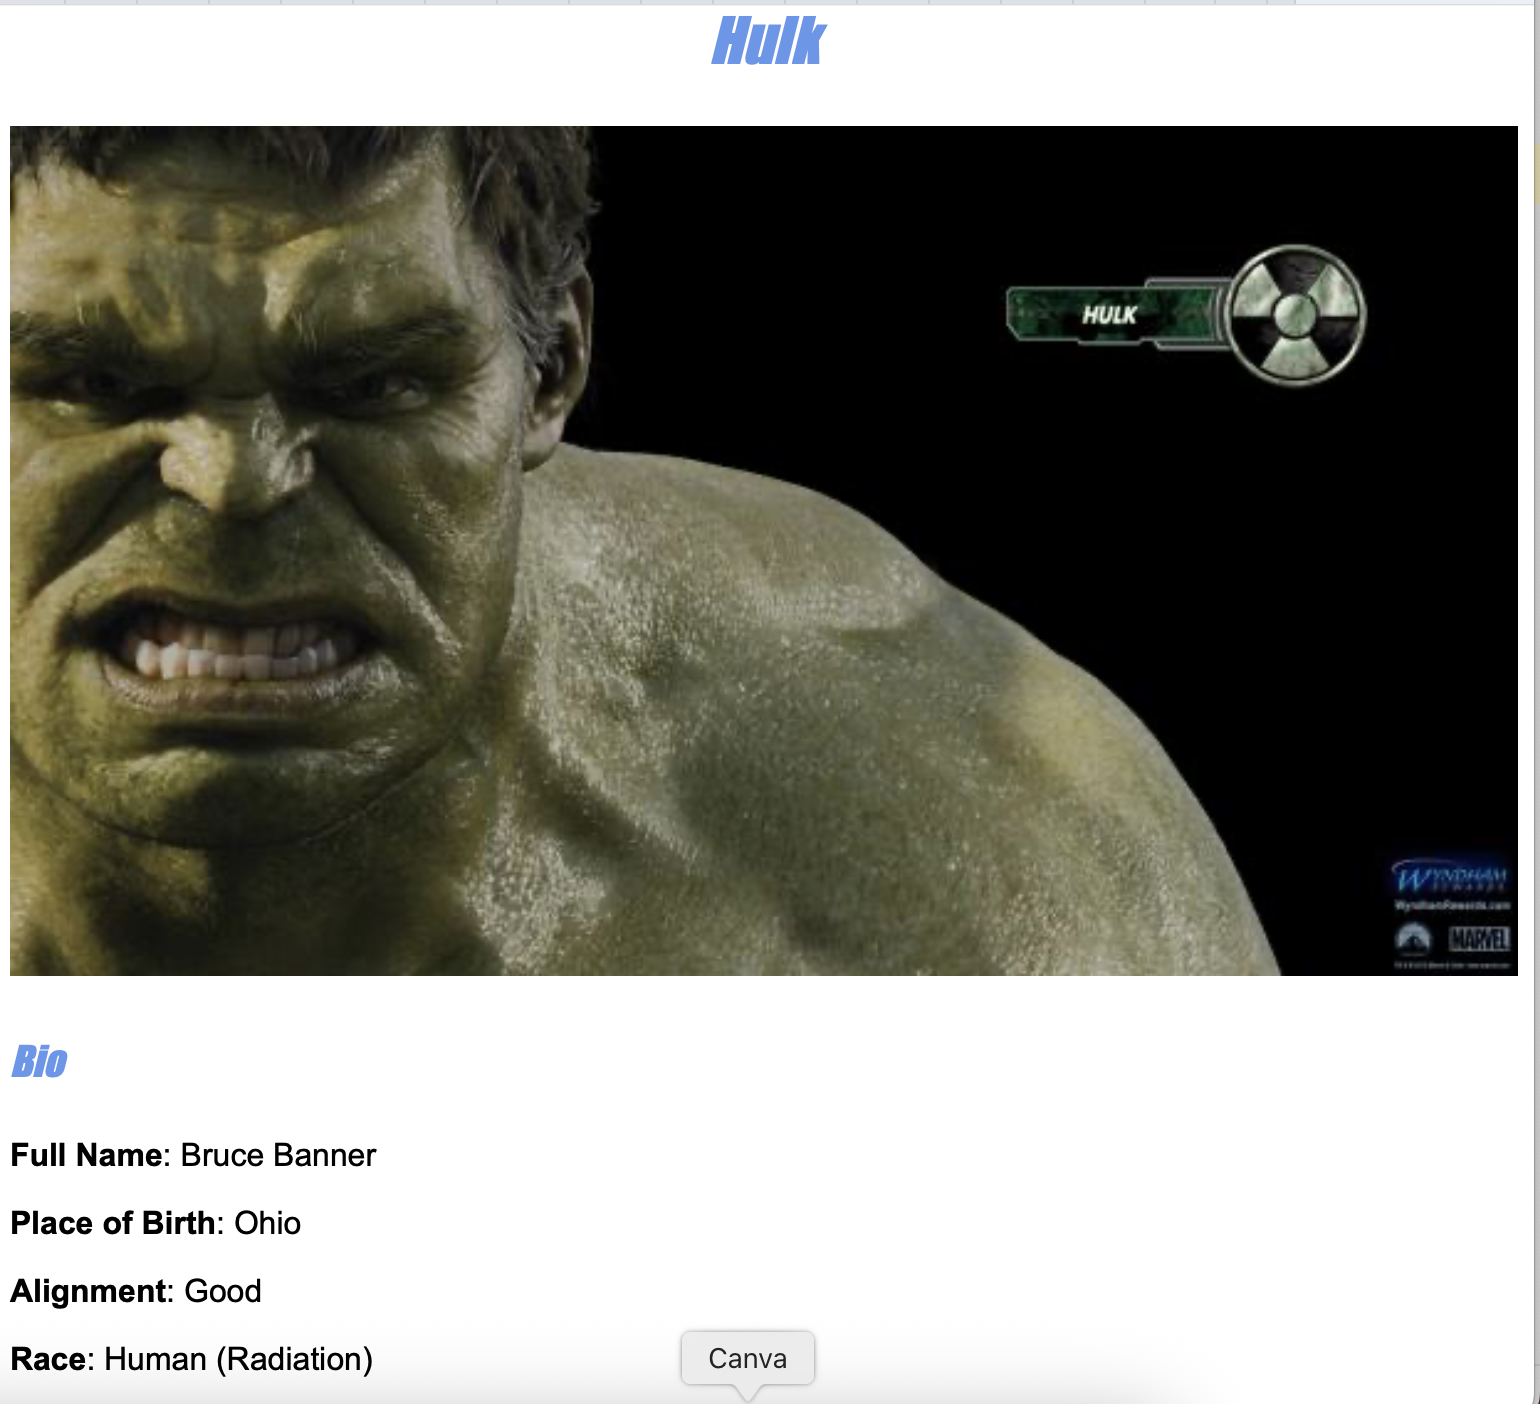 Hulk
HULK
WYNDHAM
REWARDS
WyndhamRewards.com
MARVEL
Bio
Full Name: Bruce Banner
Place of Birth: Ohio
Alignment: Good
Race: Human (Radiation)
Canva